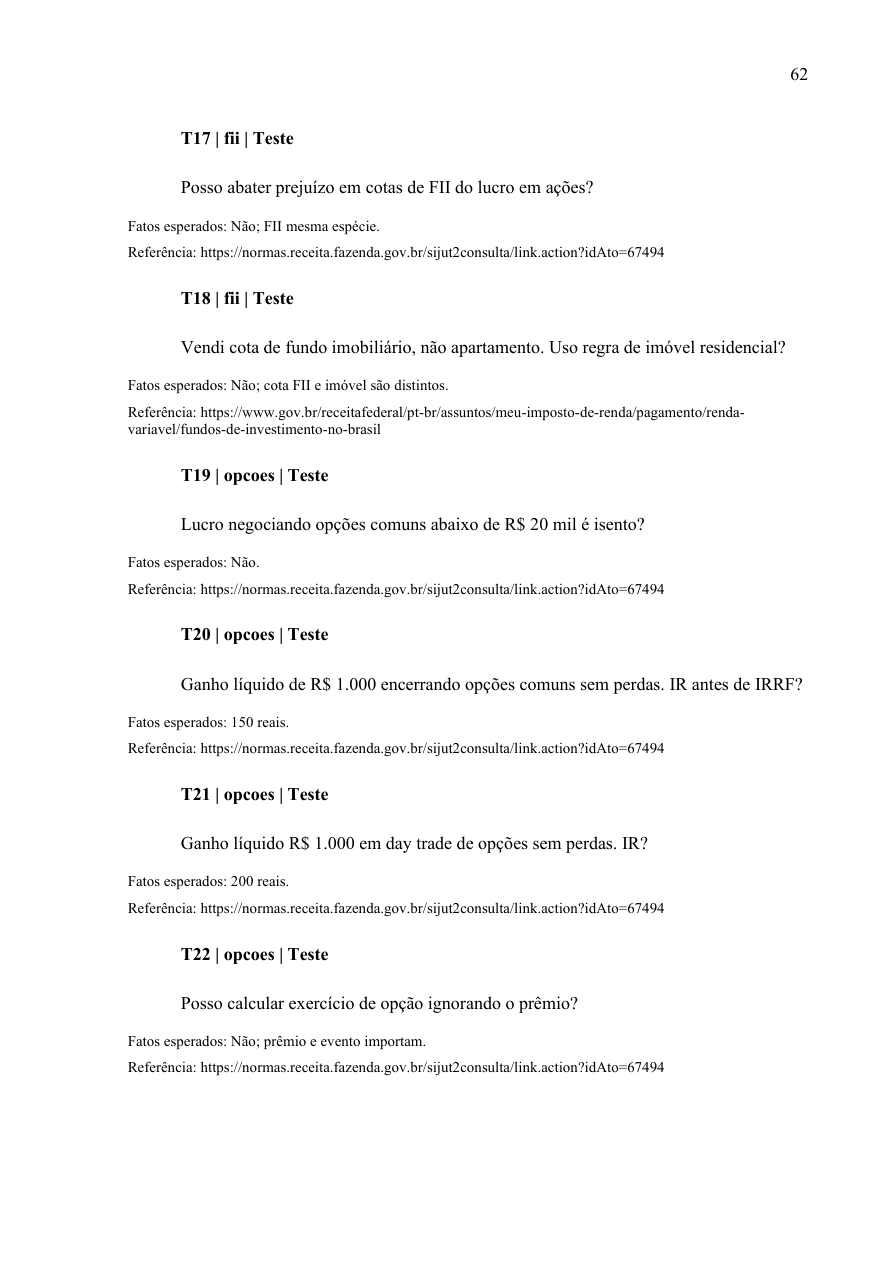 62
T17 | fii | Teste
Posso abater prejuízo em cotas de FII do lucro em ações?
Fatos esperados: Não; FII mesma espécie.
Referência: https://normas.receita.fazenda.gov.br/sijut2consulta/link.action?idAto=67494
T18 | fii | Teste
Vendi cota de fundo imobiliário, não apartamento. Uso regra de imóvel residencial?
Fatos esperados: Não; cota FII e imóvel são distintos.
Referência: https://www.gov.br/receitafederal/pt-br/assuntos/meu-imposto-de-renda/pagamento/renda-
variavel/fundos-de-investimento-no-brasil
T19 | opcoes | Teste
Lucro negociando opções comuns abaixo de R$ 20 mil é isento?
Fatos esperados: Não.
Referência: https://normas.receita.fazenda.gov.br/sijut2consulta/link.action?idAto=67494
T20 | opcoes | Teste
Ganho líquido de R$ 1.000 encerrando opções comuns sem perdas. IR antes de IRRF?
Fatos esperados: 150 reais.
Referência: https://normas.receita.fazenda.gov.br/sijut2consulta/link.action?idAto=67494
T21 | opcoes | Teste
Ganho líquido R$ 1.000 em day trade de opções sem perdas. IR?
Fatos esperados: 200 reais.
Referência: https://normas.receita.fazenda.gov.br/sijut2consulta/link.action?idAto=67494
T22 | opcoes | Teste
Posso calcular exercício de opção ignorando o prêmio?
Fatos esperados: Não; prêmio e evento importam.
Referência: https://normas.receita.fazenda.gov.br/sijut2consulta/link.action?idAto=67494